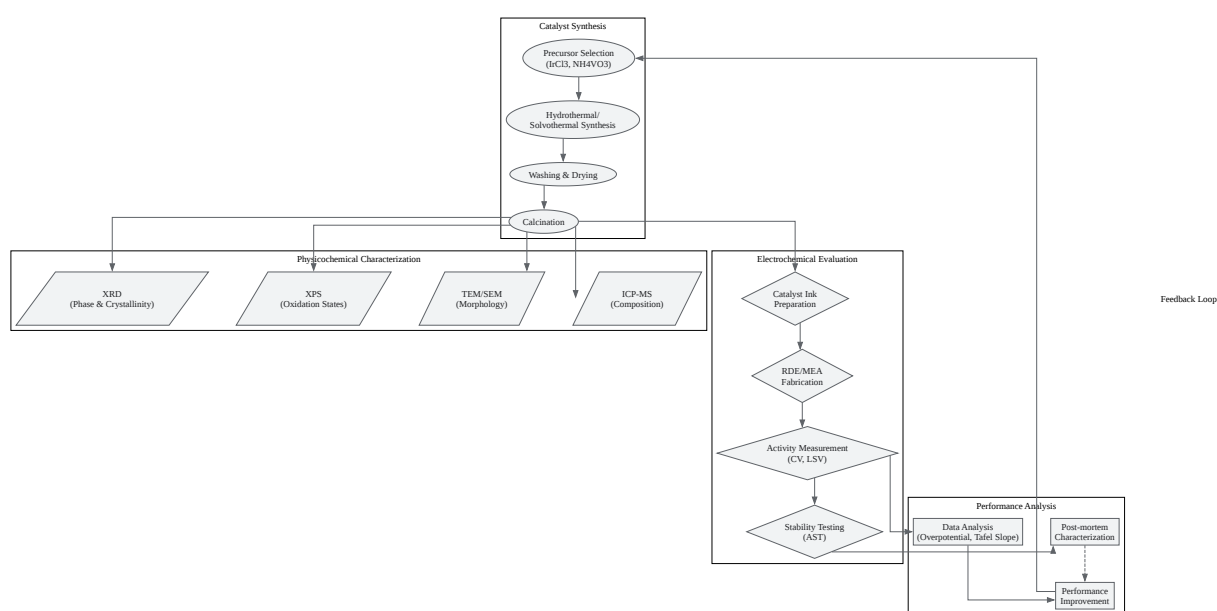 Catalyst Synthesis
Precursor Selection
(IrCl3, NH4VO3)
Hydrothermal/
Solvothermal Synthesis
Washing & Drying
Calcination
Physicochemical Characterization
XRD
(Phase & Crystallinity)
XPS
(Oxidation States)
TEM/SEM
(Morphology)
ICP-MS
(Composition)
Electrochemical Evaluation
Catalyst Ink
Preparation
RDE/MEA
Fabrication
Activity Measurement
(CV, LSV)
Stability Testing
(AST)
Feedback Loop
Performance Analysis
Data Analysis
(Overpotential, Tafel Slope)
Post-mortem
Characterization
Performance
Improvement